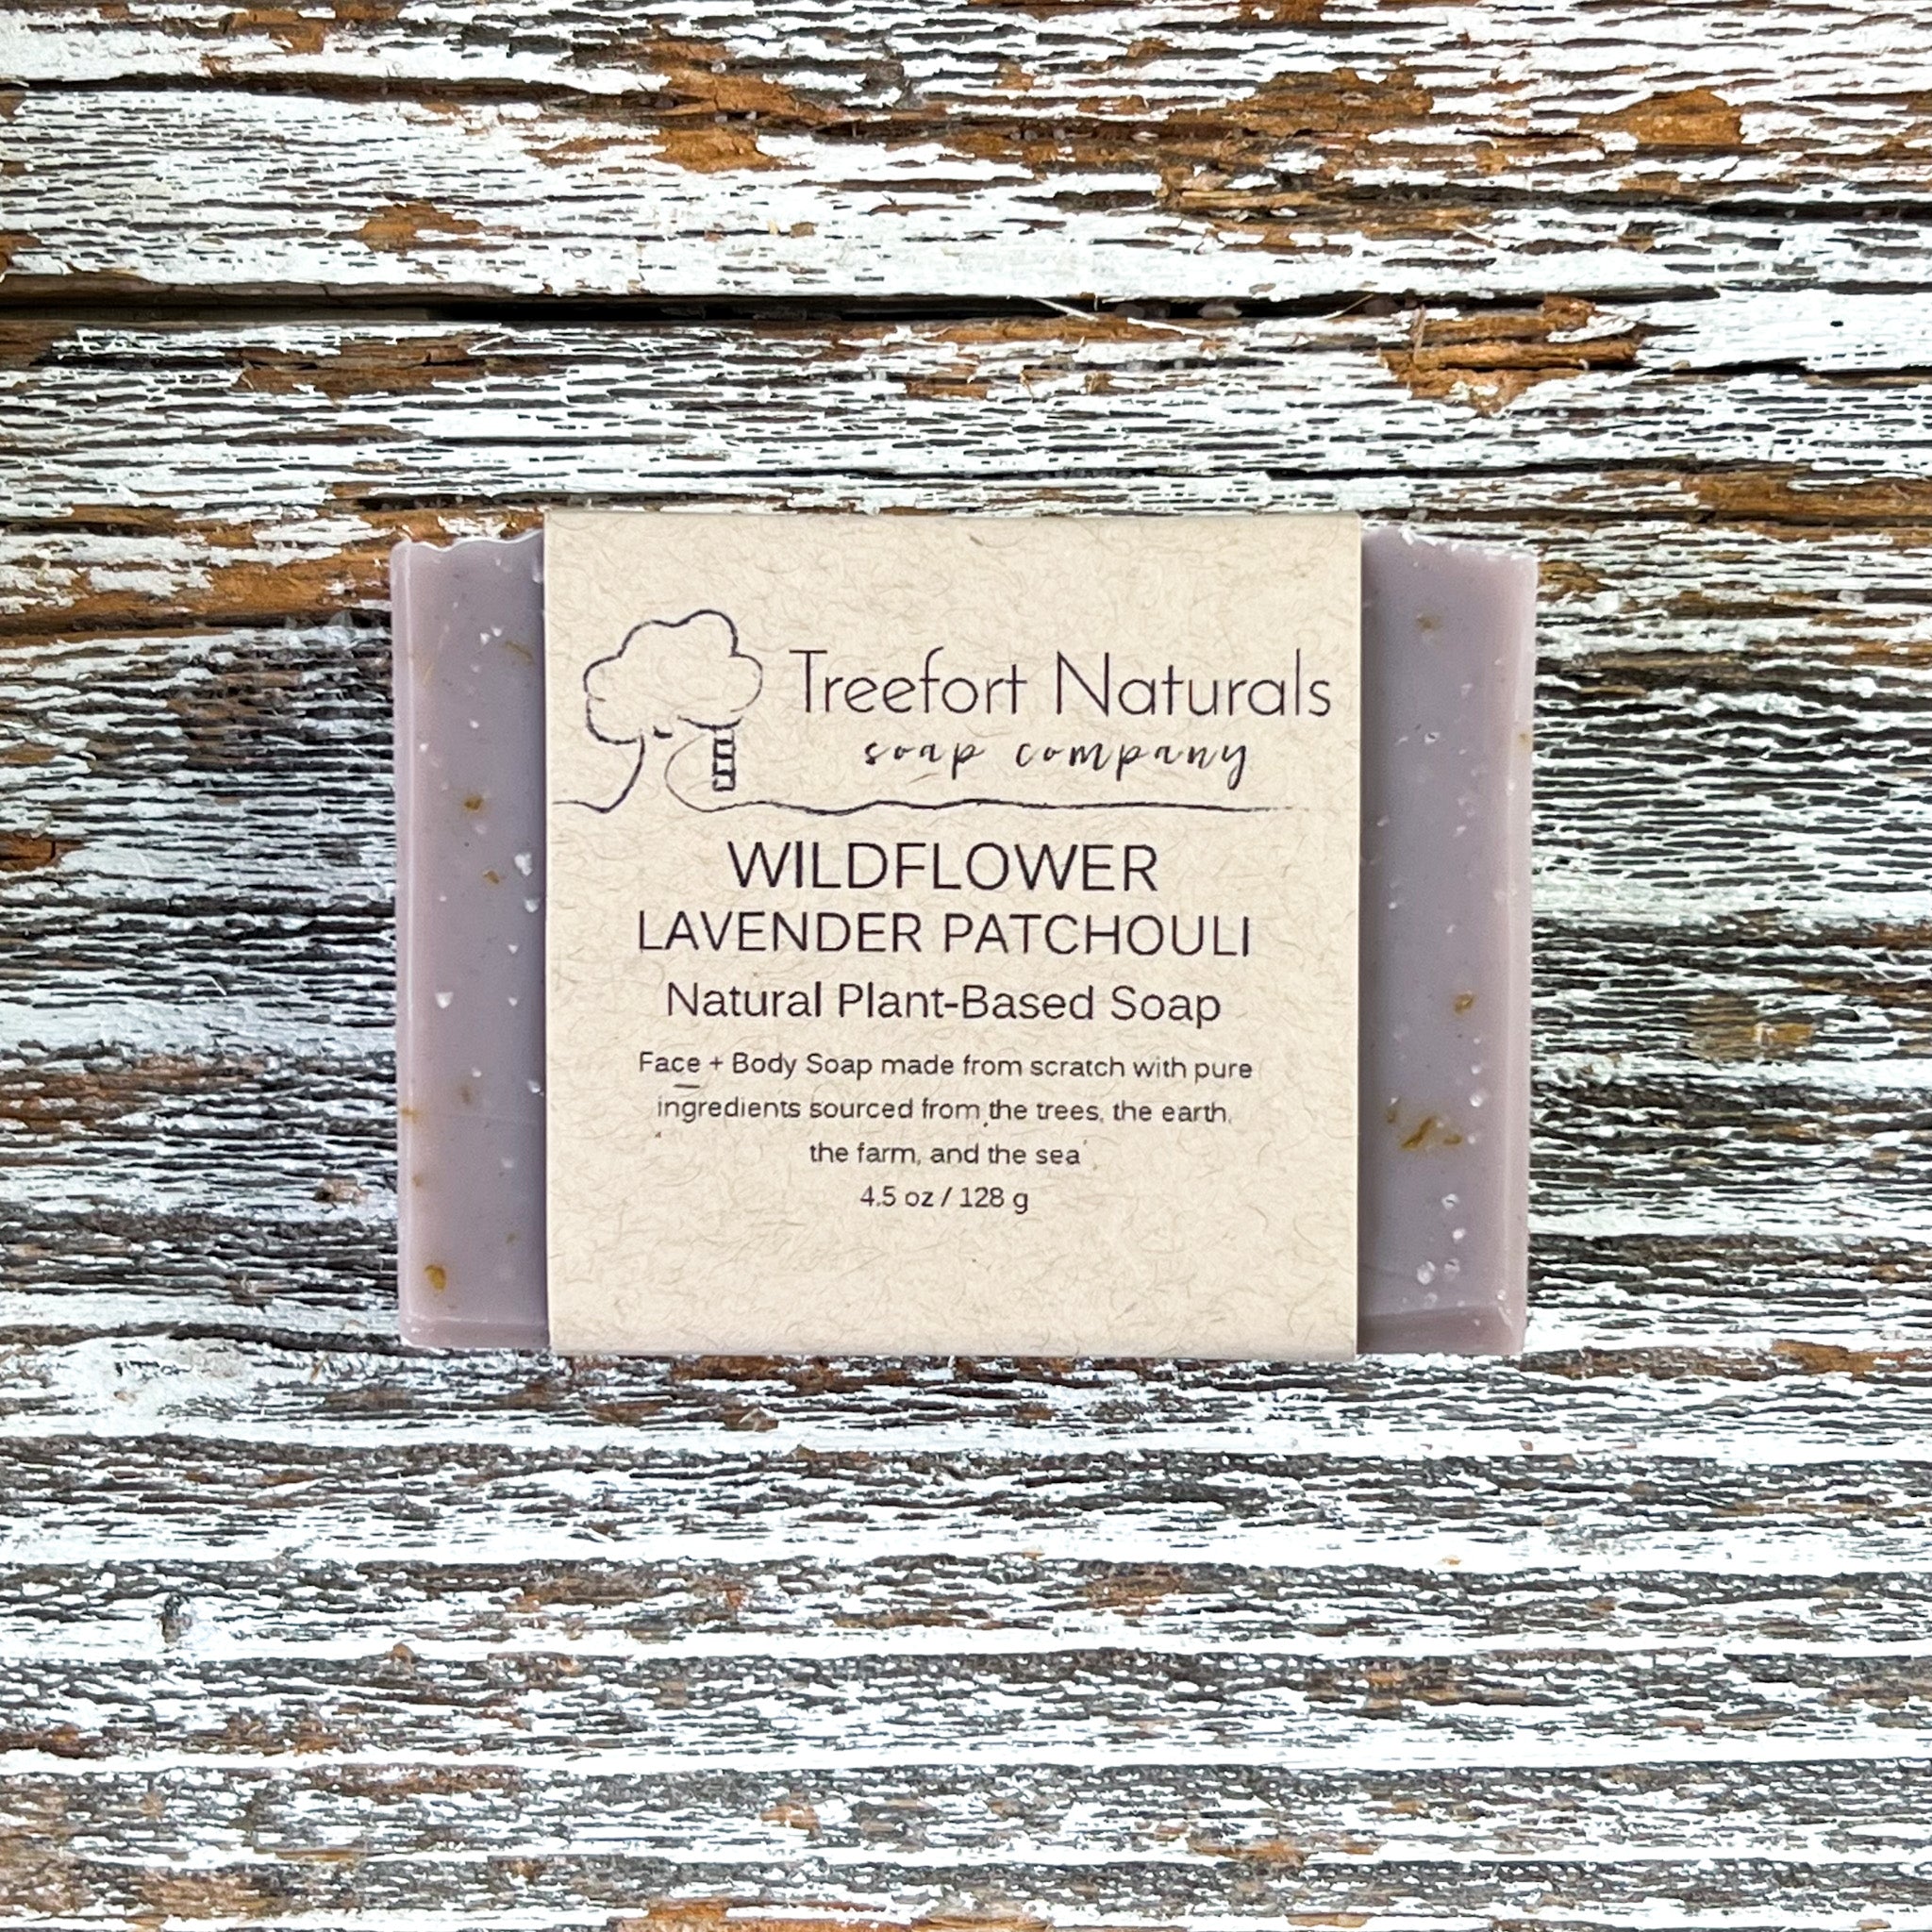 Treefort Naturals
soap company
WILDFLOWER
LAVENDER PATCHOULI
Natural Plant-Based Soap
Face + Body Soap made from scratch with pure
ingredients sourced from the trees, the earth,
the farm, and the sea
4.5 oz / 128 g